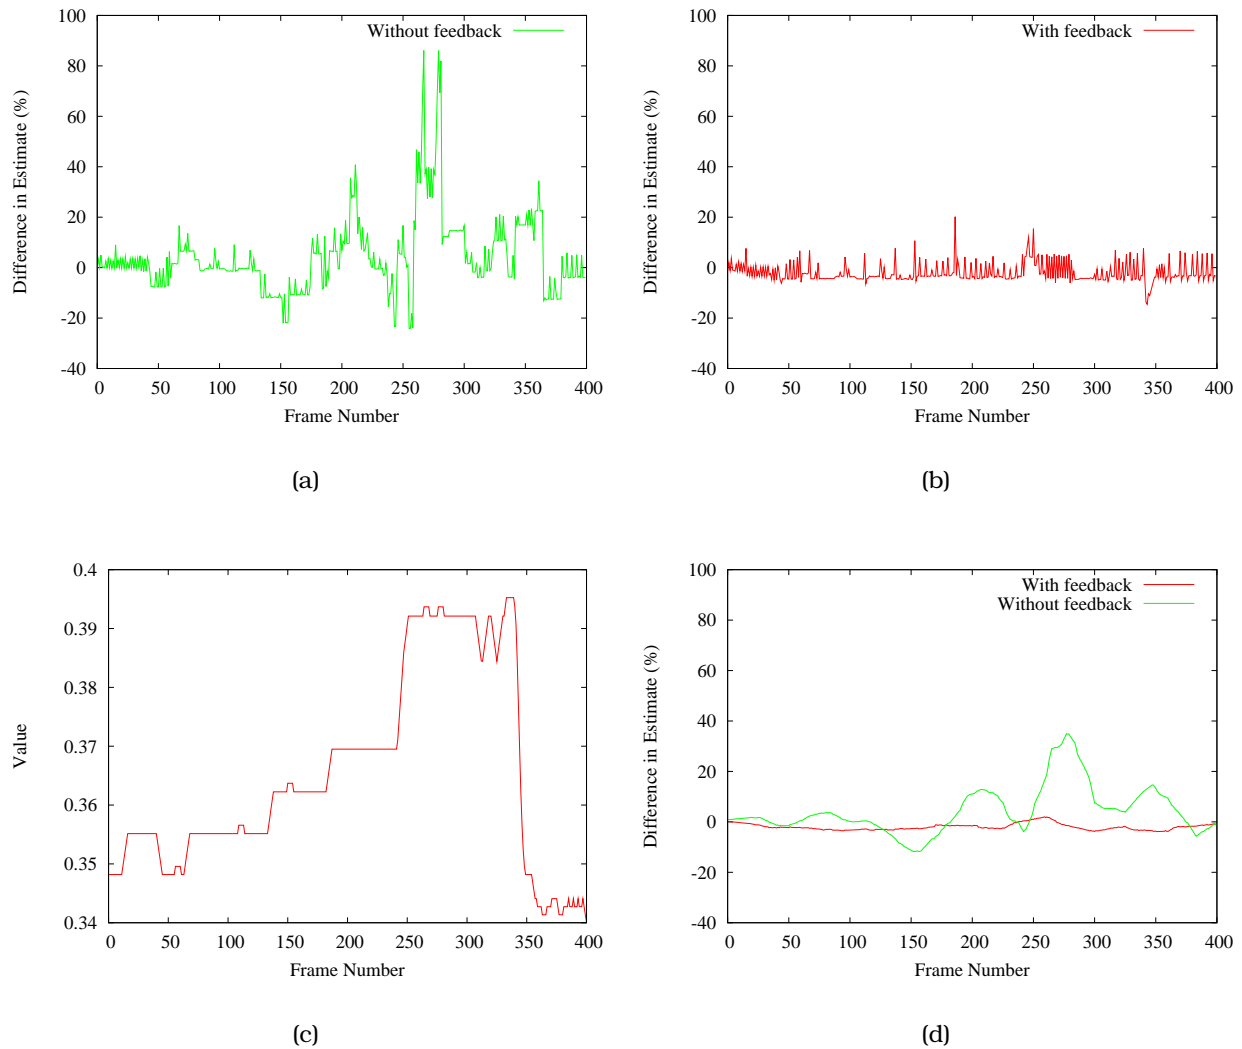 100
80
60
40
20
0
-20
-40
Difference in Estimate (%)
Without feedback
0 50 100 150 200 250 300 350 400
Frame Number
(a)
100
80
60
40
20
0
-20
-40
Difference in Estimate (%)
With feedback
0 50 100 150 200 250 300 350 400
Frame Number
(b)
0.4
0.39
0.38
0.37
0.36
0.35
0.34
Value
0 50 100 150 200 250 300 350 400
Frame Number
(c)
100
80
60
40
20
0
-20
-40
Difference in Estimate (%)
With feedback
Without feedback
0 50 100 150 200 250 300 350 400
Frame Number
(d)